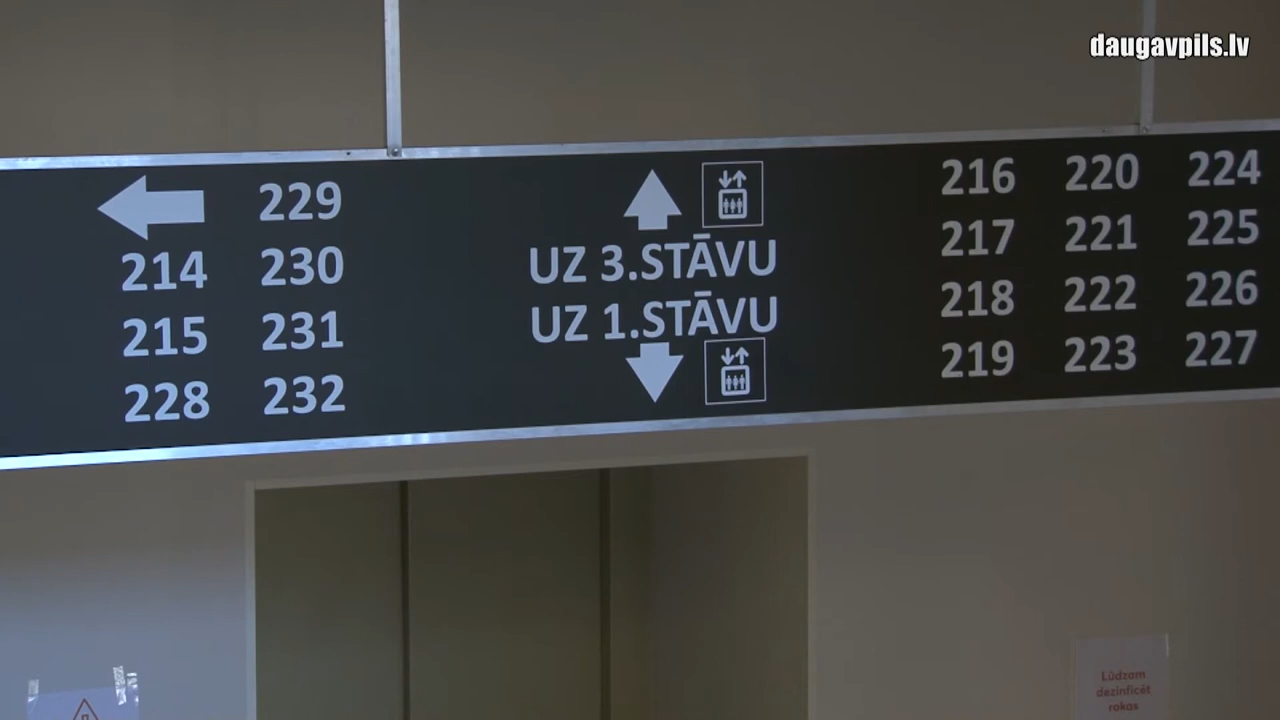 daugavpils.lv
229
214 230
215 231
228 232
UZ 3.STĀVU
UZ 1.STĀVU
216 220 224
217 221 225
218 222 226
219 223 227
Lūdzam
dezinficēt
rokas